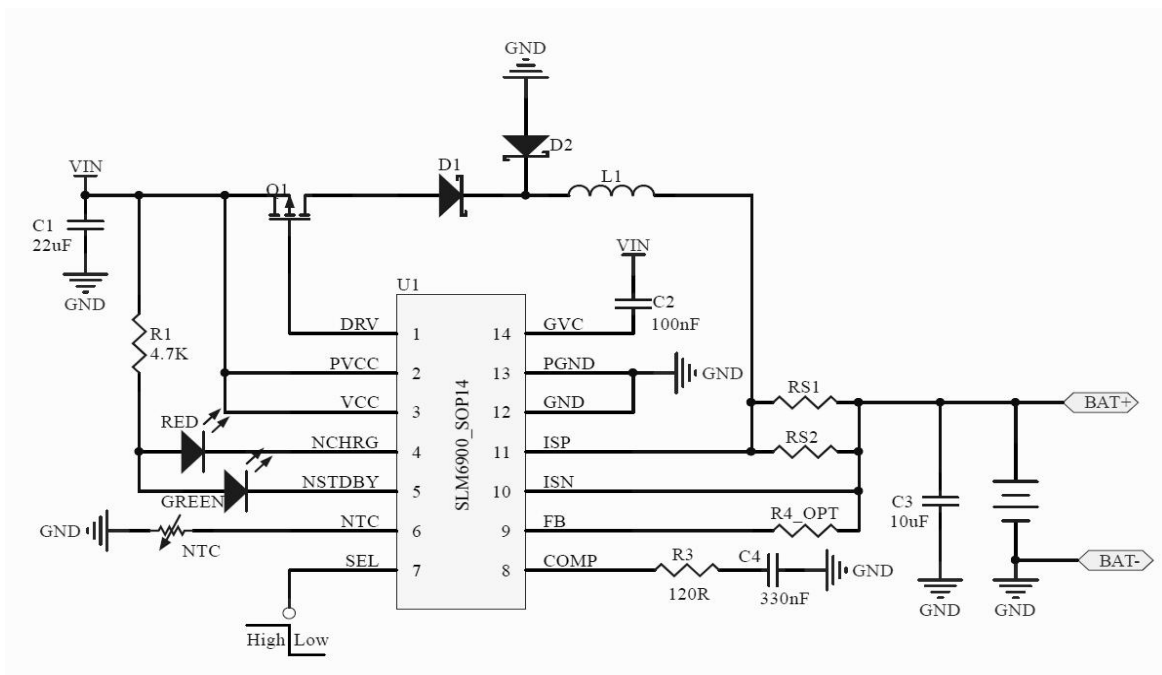 GND
D2
VIN
D1
Q1
L1
C1
22uF
GND
VIN
U1
C2
100nF
R1
4.7K
DRV
1
14
GVC
PVCC
2
13
PGND
GND
VCC
3
12
GND
RS1
BAT+
RED
NCHRG
4
11
ISP
RS2
NSTDBY
5
10
ISN
GREEN
SLM6900_SOP14
GND
NTC
6
9
FB
R4_OPT
C3
10uF
NTC
SEL
7
8
COMP
R3
120R
C4
330nF
GND
BAT-
GND
GND
High
Low